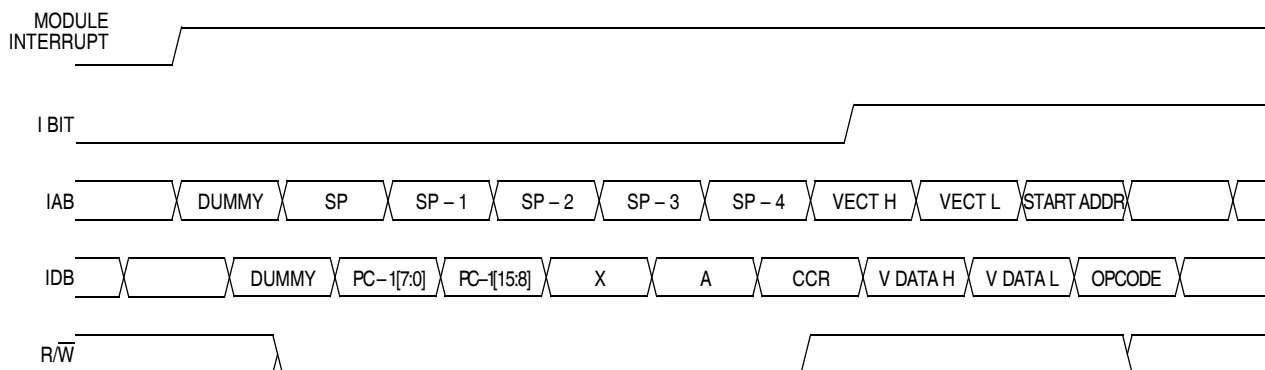 MODULE
INTERRUPT
I BIT
IAB DUMMY SP SP – 1 SP – 2 SP – 3 SP – 4 VECT H VECT L START ADDR
IDB DUMMY PC – 1[7:0] PC–1[15:8] X A CCR V DATA H V DATA L OPCODE
R/W̅